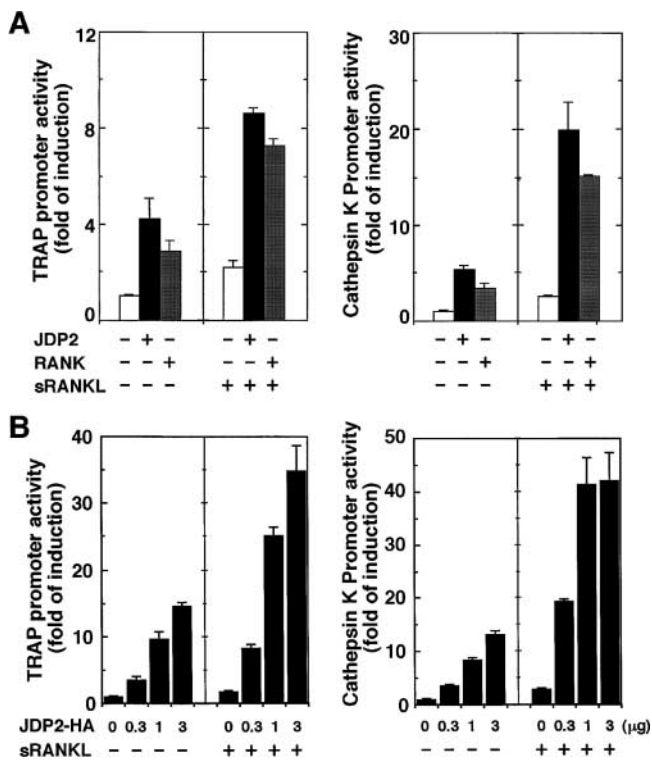 A
TRAP promoter activity
(fold of induction)
12
8
4
0
Cathepsin K Promoter activity
(fold of induction)
30
20
10
0
JDP2 – + – – + – – + – – + –
RANK – – + – – + – – + – – +
sRANKL – – – + + + – – – + + +
B
TRAP promoter activity
(fold of induction)
40
30
20
10
0
Cathepsin K Promoter activity
(fold of induction)
50
40
30
20
10
0
JDP2-HA 0 0.3 1 3 0 0.3 1 3 0 0.3 1 3 0 0.3 1 3 (μg)
sRANKL – – – – + + + + – – – – + + + +